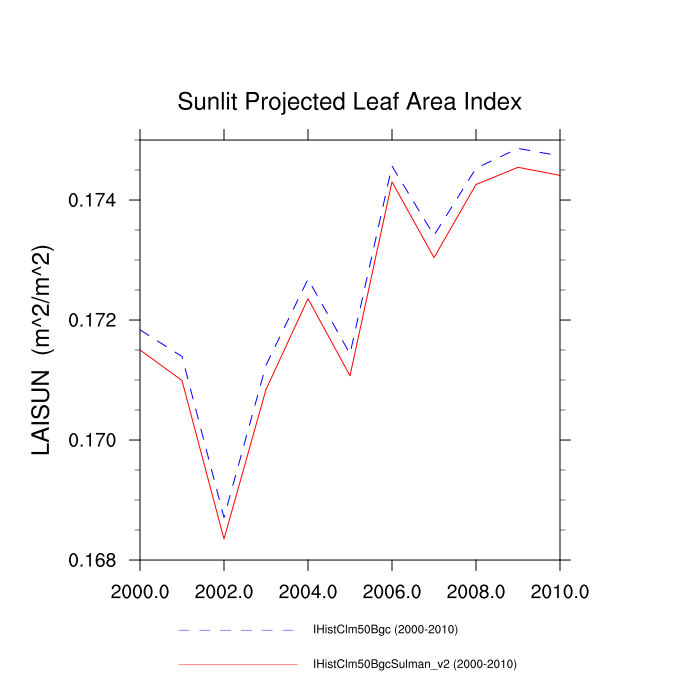 Sunlit Projected Leaf Area Index
LAISUN (m^2/m^2)
0.174
0.172
0.170
0.168
2000.0 2002.0 2004.0 2006.0 2008.0 2010.0
IHistClm50Bgc (2000-2010)
IHistClm50BgcSulman_v2 (2000-2010)